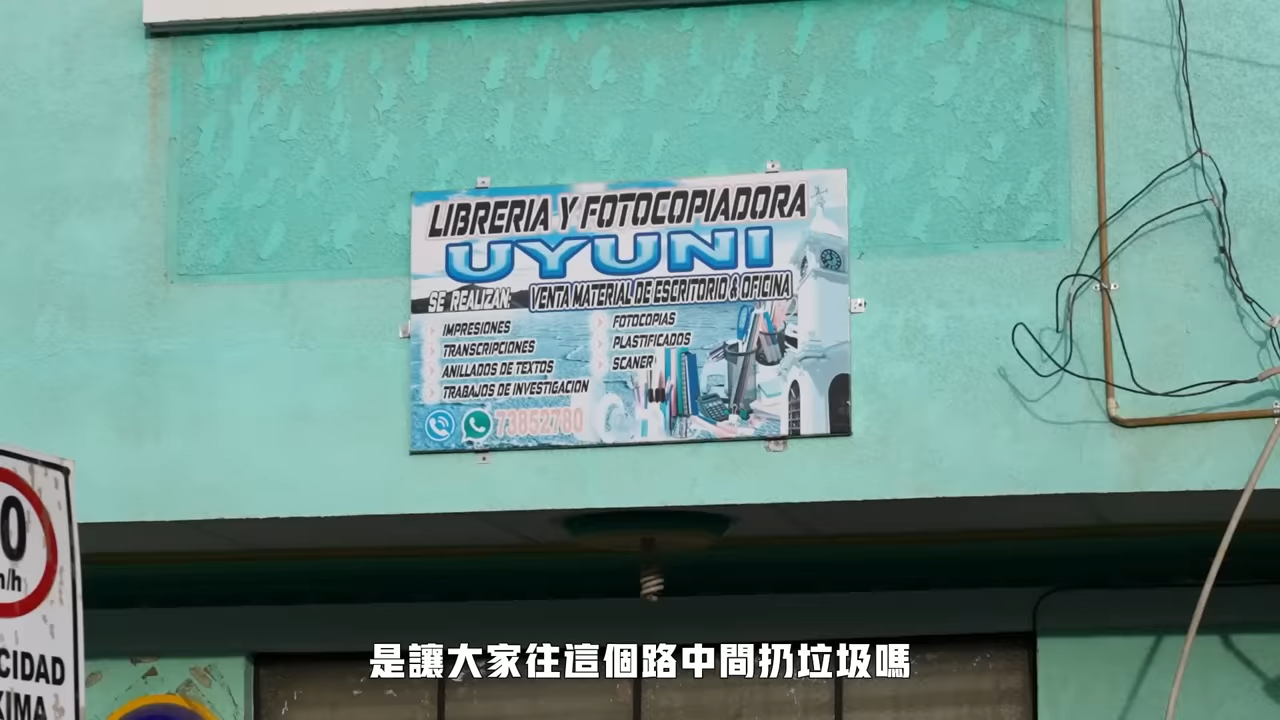 LIBRERIA Y FOTOCOPIADORA
UYUNI
SE REALIZAN:
VENTA MATERIAL DE ESCRITORIO & OFICINA
IMPRESIONES
TRANSCRIPCIONES
ANILLADOS DE TEXTOS
TRABAJOS DE INVESTIGACION
FOTOCOPIAS
PLASTIFICADOS
SCANER
73852780
0
m/h
CIDAD
XIMA
是讓大家往這個路中間扔垃圾嗎